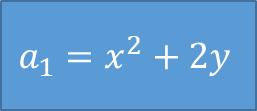 a₁ = x² + 2y